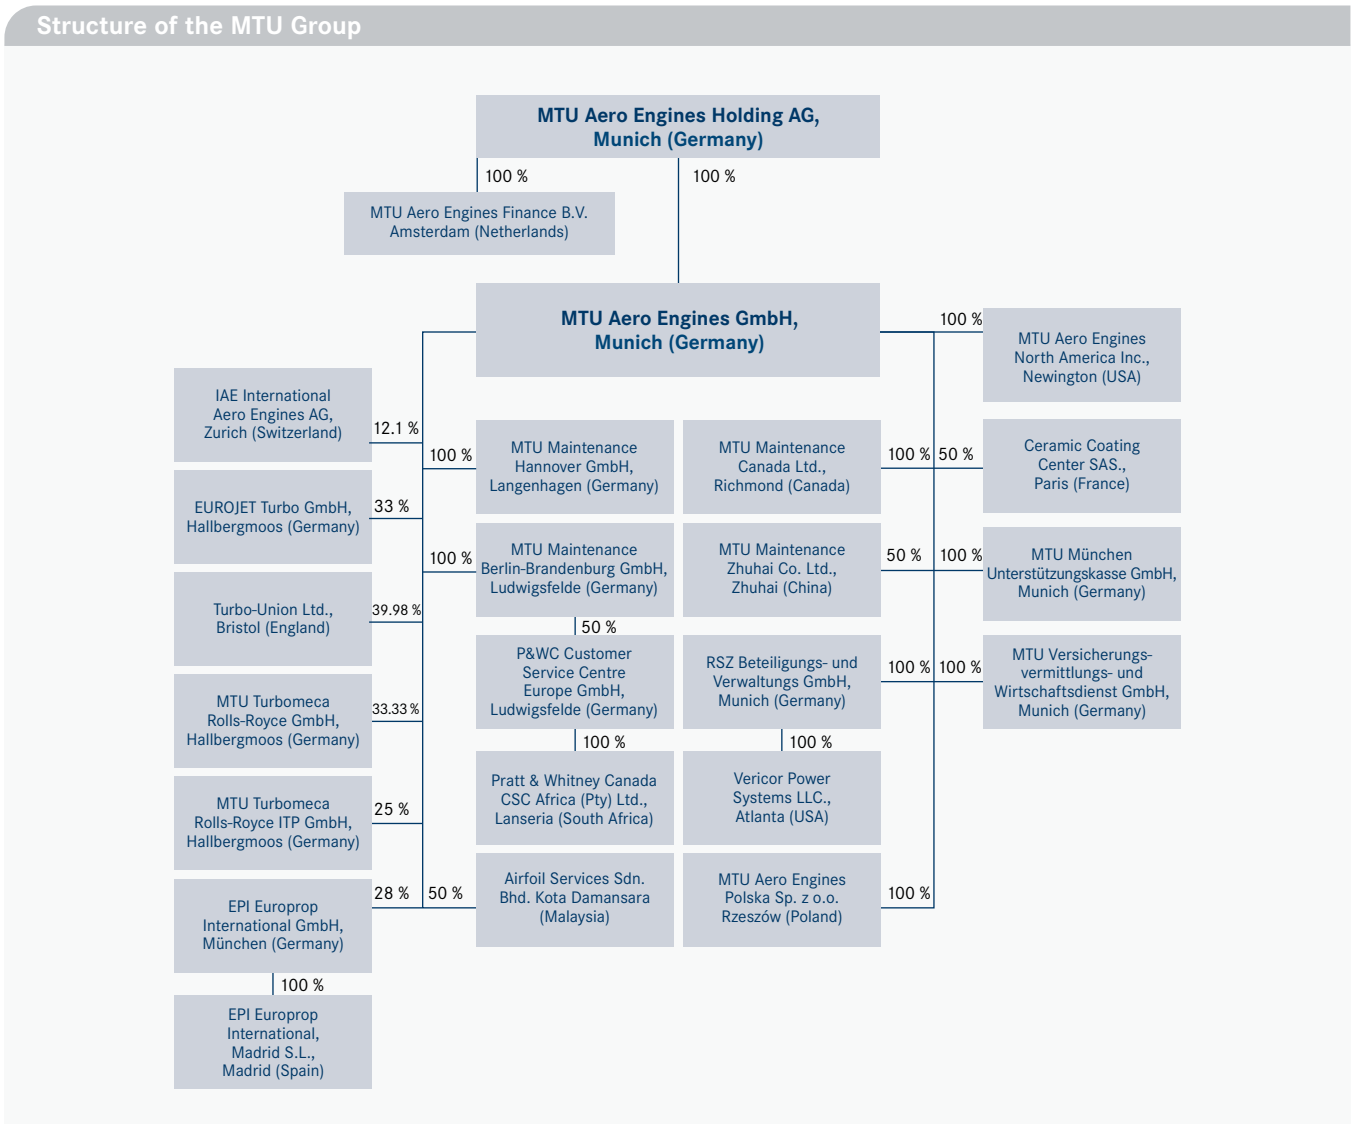 Structure of the MTU Group
MTU Aero Engines Holding AG,
Munich (Germany)
100 %
100 %
MTU Aero Engines Finance B.V.
Amsterdam (Netherlands)
MTU Aero Engines GmbH,
Munich (Germany)
100 %
MTU Aero Engines
North America Inc.,
Newington (USA)
IAE International
Aero Engines AG,
Zurich (Switzerland)
12.1 %
100 %
MTU Maintenance
Hannover GmbH,
Langenhagen (Germany)
MTU Maintenance
Canada Ltd.,
Richmond (Canada)
100 %
50 %
Ceramic Coating
Center SAS.,
Paris (France)
EUROJET Turbo GmbH,
Hallbergmoos (Germany)
33 %
100 %
MTU Maintenance
Berlin-Brandenburg GmbH,
Ludwigsfelde (Germany)
MTU Maintenance
Zhuhai Co. Ltd.,
Zhuhai (China)
50 %
100 %
MTU München
Unterstützungskasse GmbH,
Munich (Germany)
Turbo-Union Ltd.,
Bristol (England)
39.98 %
50 %
P&WC Customer
Service Centre
Europe GmbH,
Ludwigsfelde (Germany)
RSZ Beteiligungs- und
Verwaltungs GmbH,
Munich (Germany)
100 %
100 %
MTU Versicherungs-
vermittlungs- und
Wirtschaftsdienst GmbH,
Munich (Germany)
MTU Turbomeca
Rolls-Royce GmbH,
Hallbergmoos (Germany)
33.33 %
100 %
100 %
Pratt & Whitney Canada
CSC Africa (Pty) Ltd.,
Lanseria (South Africa)
Vericor Power
Systems LLC.,
Atlanta (USA)
MTU Turbomeca
Rolls-Royce ITP GmbH,
Hallbergmoos (Germany)
25 %
EPI Europrop
International GmbH,
München (Germany)
28 %
50 %
Airfoil Services Sdn.
Bhd. Kota Damansara
(Malaysia)
MTU Aero Engines
Polska Sp. z o.o.
Rzeszów (Poland)
100 %
100 %
EPI Europrop
International,
Madrid S.L.,
Madrid (Spain)